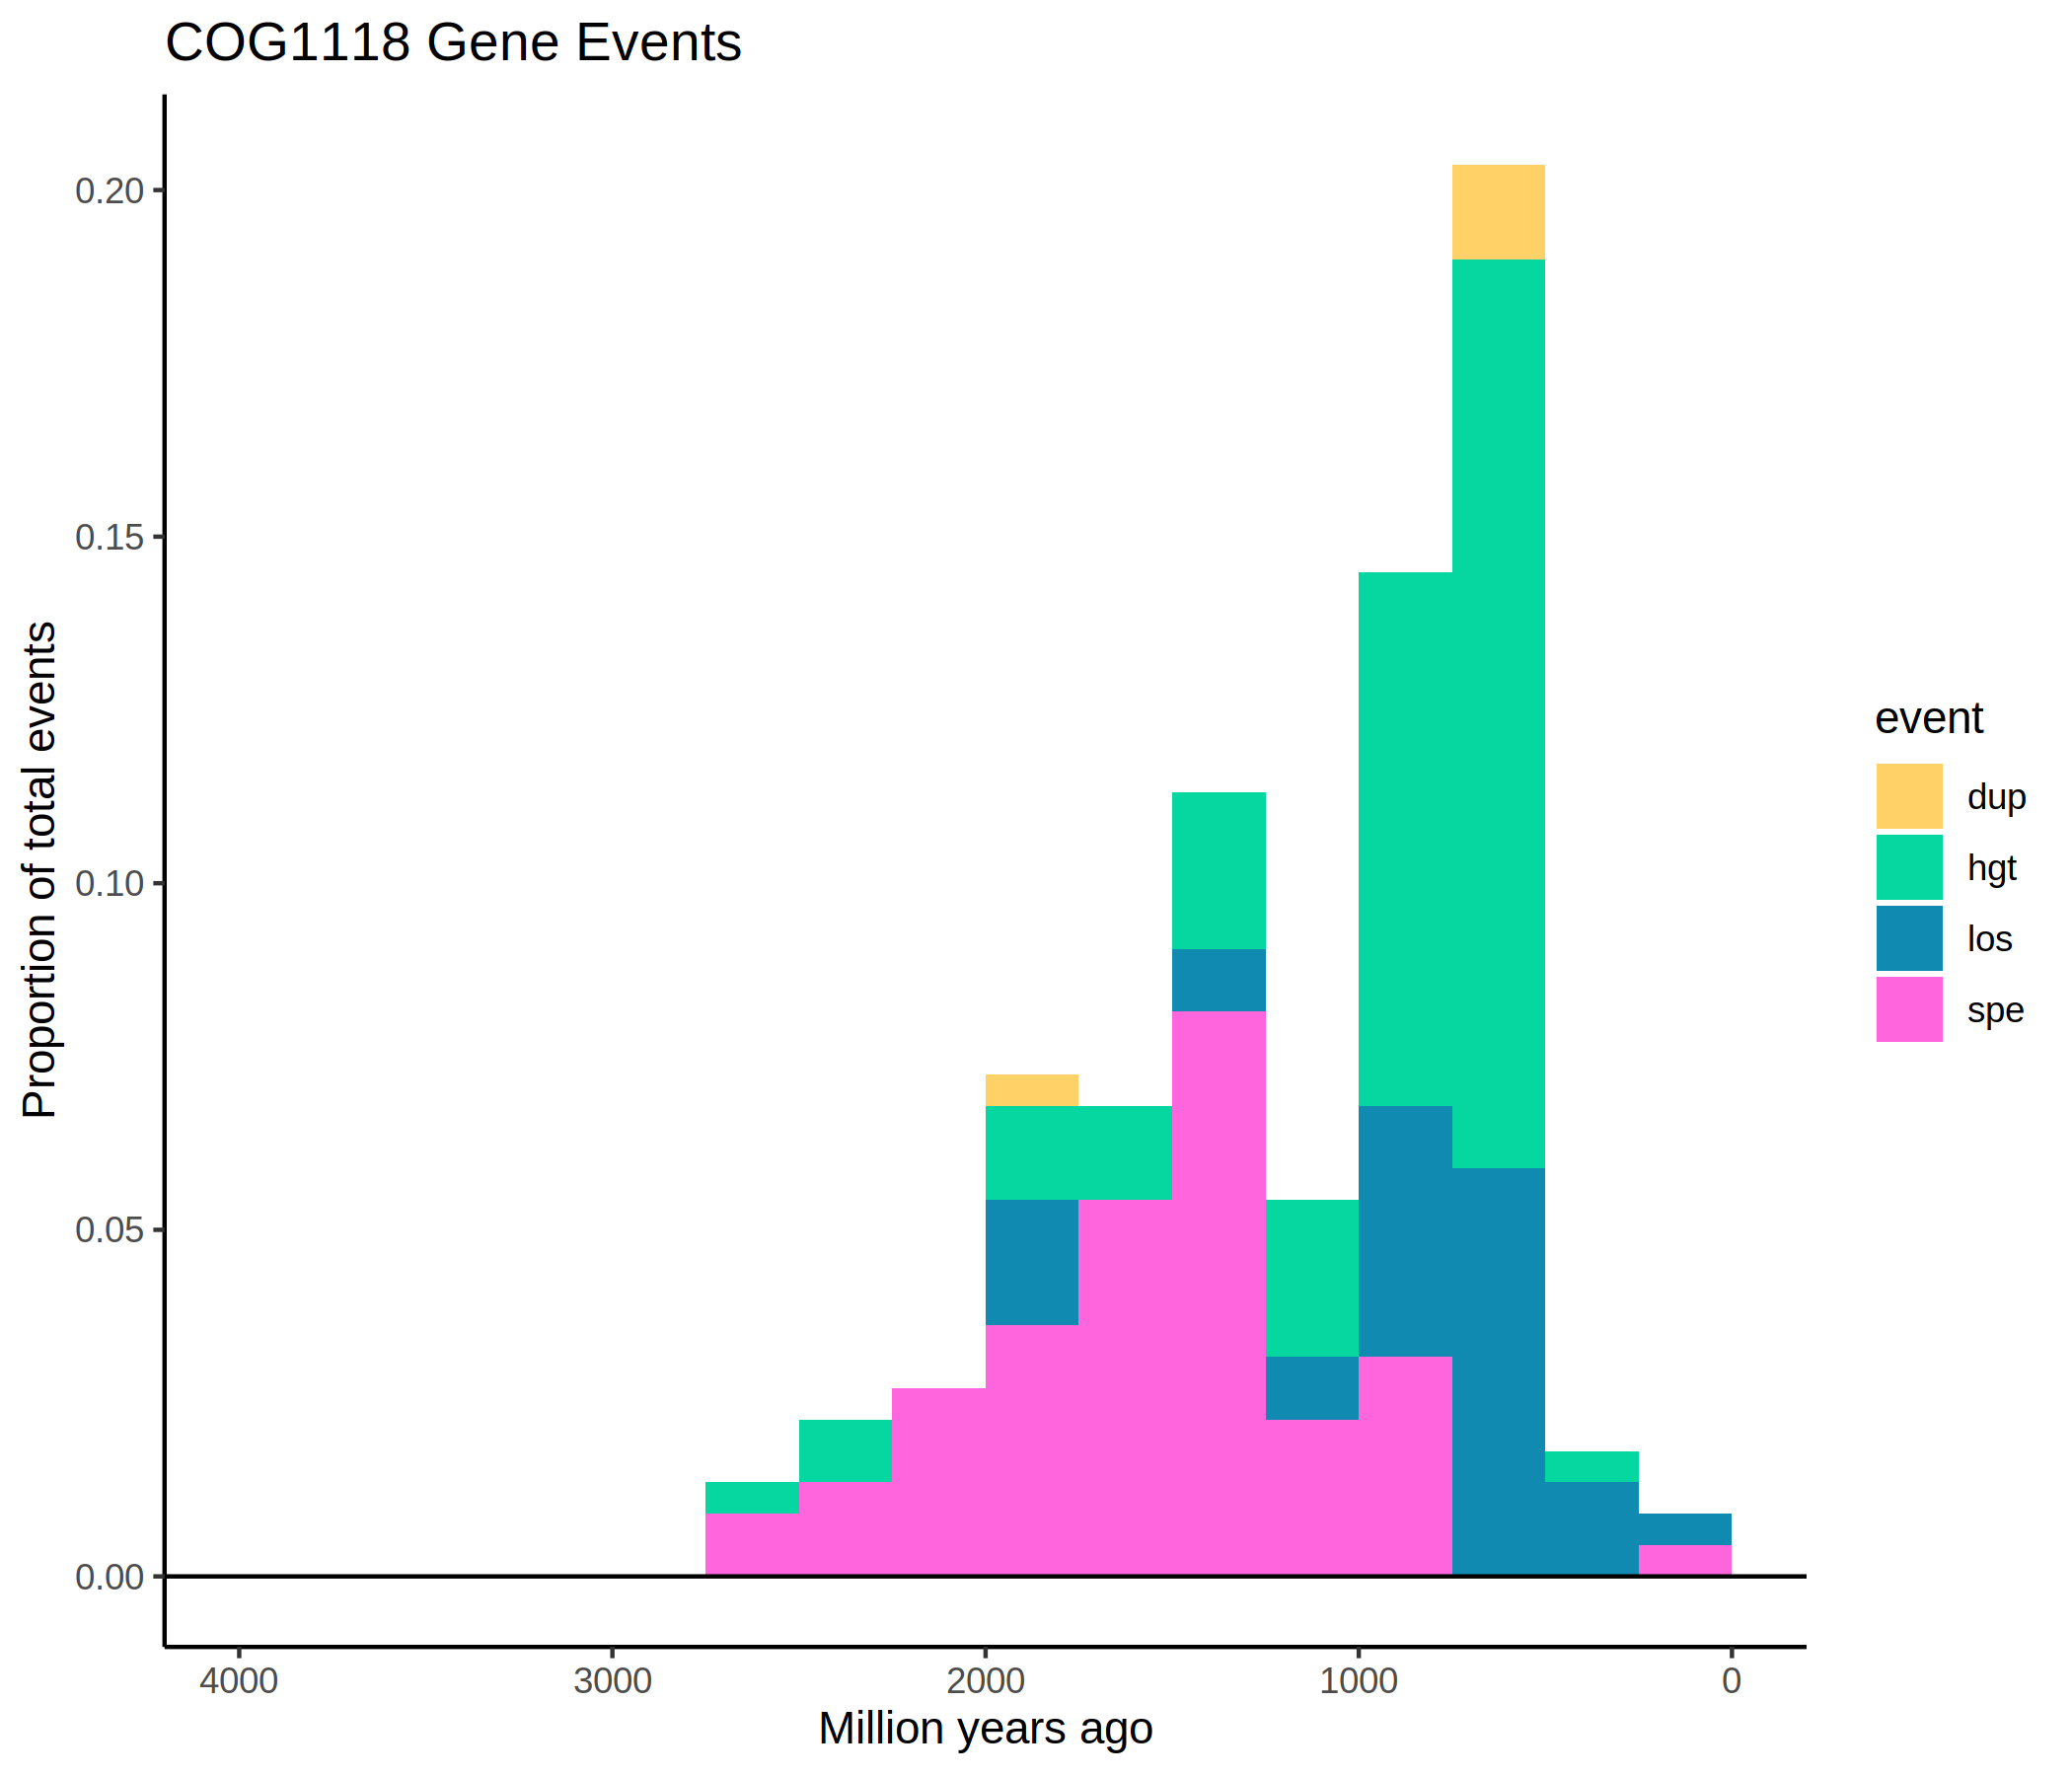 COG1118 Gene Events
0.20
0.15
0.10
0.05
0.00
Proportion of total events
4000 3000 2000 1000 0
Million years ago
event
dup
hgt
los
spe